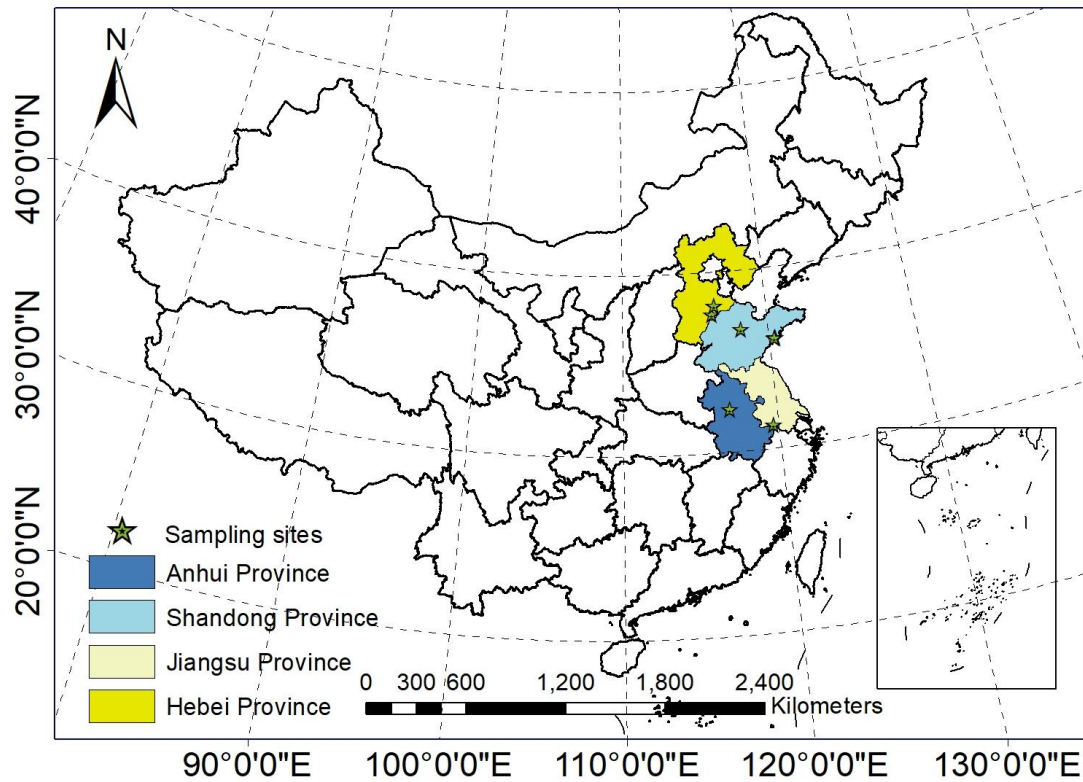 N
40°0'0"N
30°0'0"N
20°0'0"N
Sampling sites
Anhui Province
Shandong Province
Jiangsu Province
Hebei Province
0 300 600 1,200 1,800 2,400
Kilometers
90°0'0"E 100°0'0"E 110°0'0"E 120°0'0"E 130°0'0"E